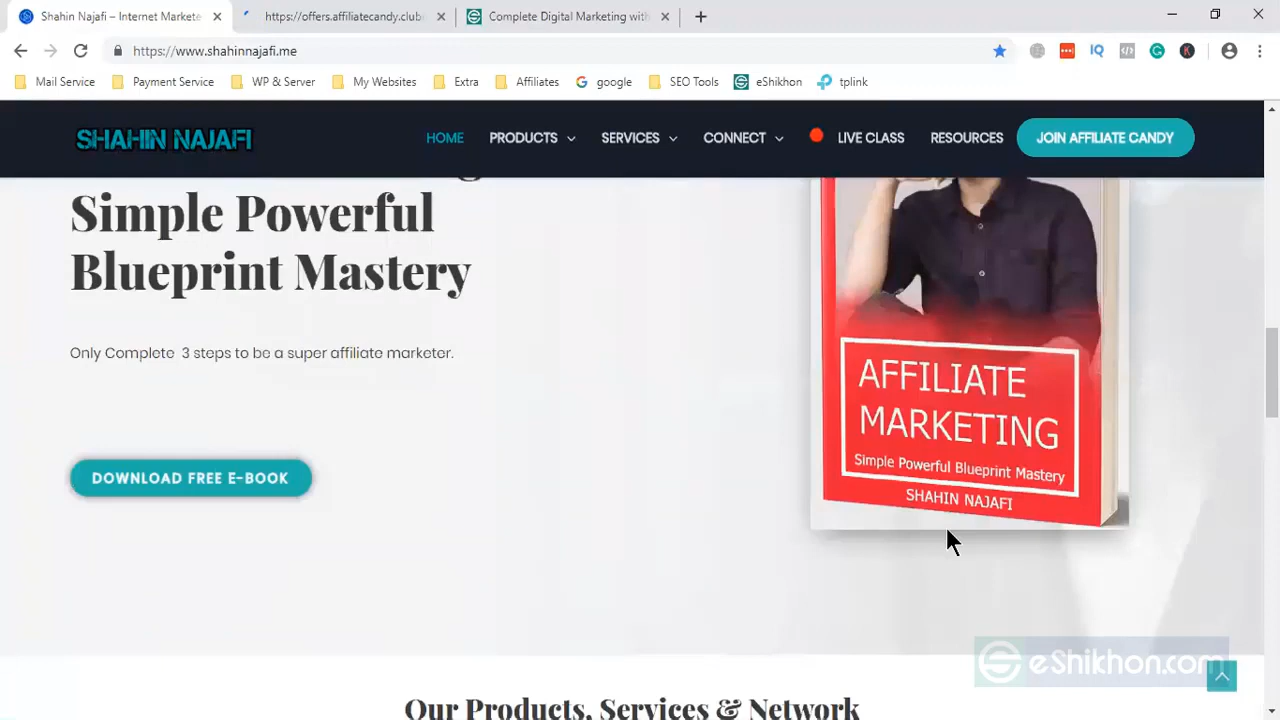 Shahin Najafi – Internet Markete
https://offers.affiliatecandy.club
Complete Digital Marketing with
https://www.shahinnajafi.me
Mail Service
Payment Service
WP & Server
My Websites
Extra
Affiliates
google
SEO Tools
eShikhon
tplink
SHAHIN NAJAFI
HOME
PRODUCTS
SERVICES
CONNECT
LIVE CLASS
RESOURCES
JOIN AFFILIATE CANDY
Simple Powerful
Blueprint Mastery
Only Complete 3 steps to be a super affiliate marketer.
DOWNLOAD FREE E-BOOK
AFFILIATE
MARKETING
Simple Powerful Blueprint Mastery
SHAHIN NAJAFI
eShikhon.com
Our Products, Services & Network